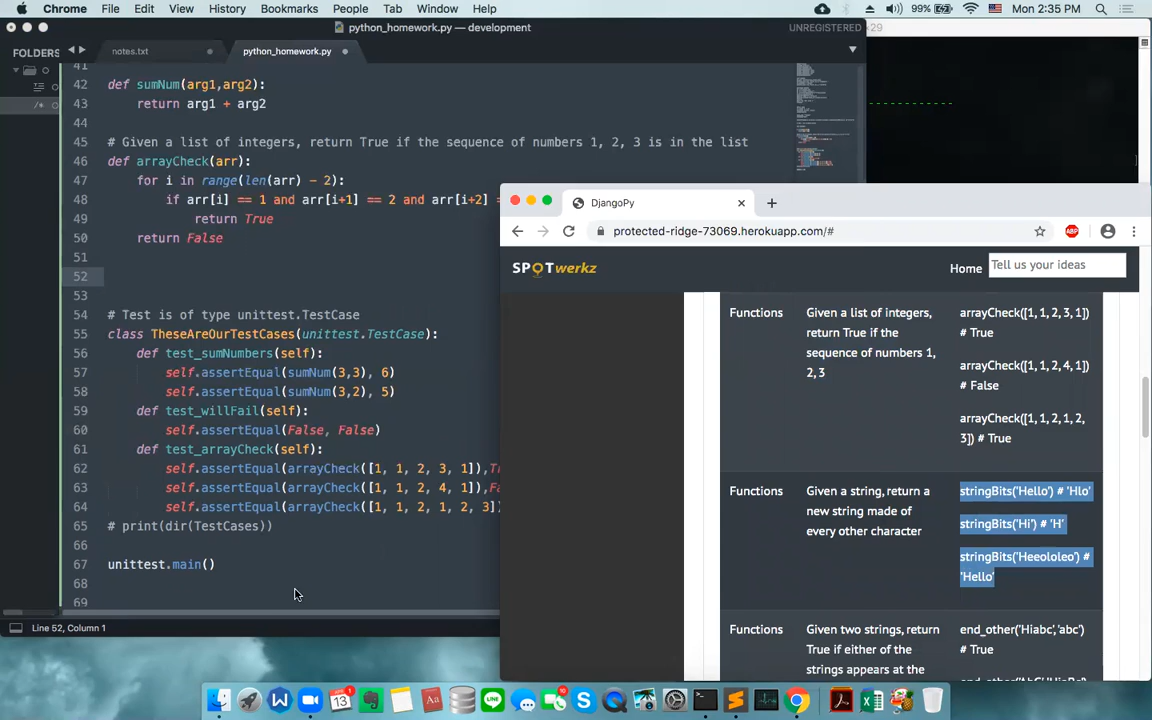 Chrome File Edit View History Bookmarks People Tab Window Help 99% Mon 2:35 PM
python_homework.py — development UNREGISTERED
FOLDERS
notes.txt python_homework.py
41
42 def sumNum(arg1,arg2):
43 return arg1 + arg2
44
45 # Given a list of integers, return True if the sequence of numbers 1, 2, 3 is in the list
46 def arrayCheck(arr):
47 for i in range(len(arr) - 2):
48 if arr[i] == 1 and arr[i+1] == 2 and arr[i+2] =
49 return True
50 return False
51
52
53
54 # Test is of type unittest.TestCase
55 class TheseAreOurTestCases(unittest.TestCase):
56 def test_sumNumbers(self):
57 self.assertEqual(sumNum(3,3), 6)
58 self.assertEqual(sumNum(3,2), 5)
59 def test_willFail(self):
60 self.assertEqual(False, False)
61 def test_arrayCheck(self):
62 self.assertEqual(arrayCheck([1, 1, 2, 3, 1]),T
63 self.assertEqual(arrayCheck([1, 1, 2, 4, 1]),Fa
64 self.assertEqual(arrayCheck([1, 1, 2, 1, 2, 3])
65 # print(dir(TestCases))
66
67 unittest.main()
68
69
Line 52, Column 1
29
DjangoPy
protected-ridge-73069.herokuapp.com/#
ABP
SPOTwerkz
Home Tell us your ideas
Functions
Given a list of integers,
return True if the
sequence of numbers 1,
2, 3
arrayCheck([1, 1, 2, 3, 1])
# True
arrayCheck([1, 1, 2, 4, 1])
# False
arrayCheck([1, 1, 2, 1, 2,
3]) # True
Functions
Given a string, return a
new string made of
every other character
stringBits('Hello') # 'Hlo'
stringBits('Hi') # 'H'
stringBits('Heeololeo') #
'Hello'
Functions
Given two strings, return
True if either of the
strings appears at the
end_other('Hiabc', 'abc')
# True